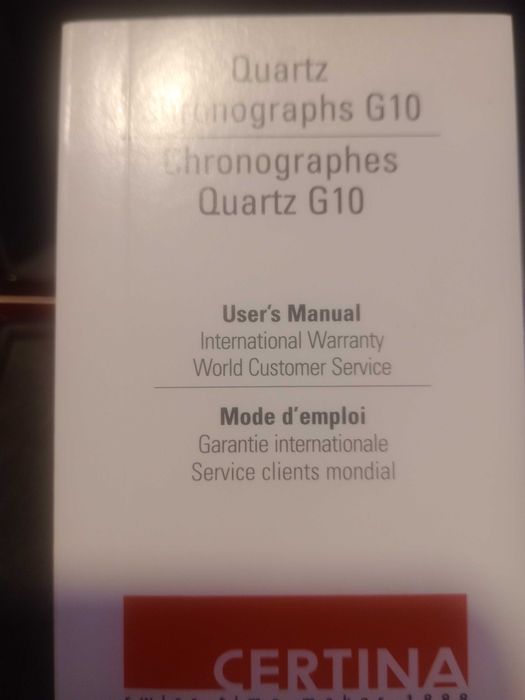 Quartz
Chronographs G10
Chronographes
Quartz G10
User's Manual
International Warranty
World Customer Service
Mode d'emploi
Garantie internationale
Service clients mondial
CERTINA